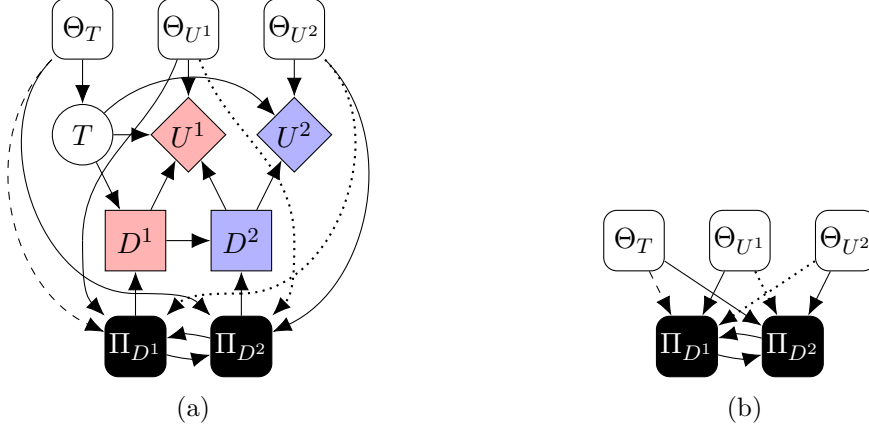 Θ_T Θ_{U^1} Θ_{U^2}
T U^1 U^2
D^1 D^2
Θ_T Θ_{U^1} Θ_{U^2}
Π_{D^1} Π_{D^2} Π_{D^1} Π_{D^2}
(a) (b)